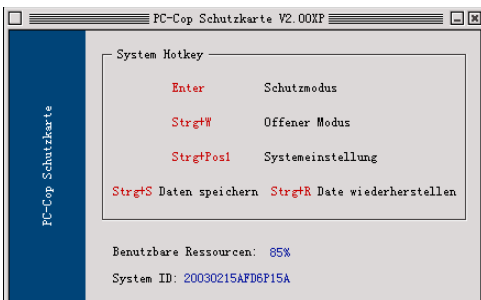 PC-Cop Schutzkarte V2.00XP
PC-Cop Schutzkarte
System Hotkey
Enter Schutzmodus
Strg+W Offener Modus
Strg+Pos1 Systemeinstellung
Strg+S Daten speichern Strg+R Date wiederherstellen
Benutzbare Ressourcen: 85%
System ID: 20030215AFD6P15A